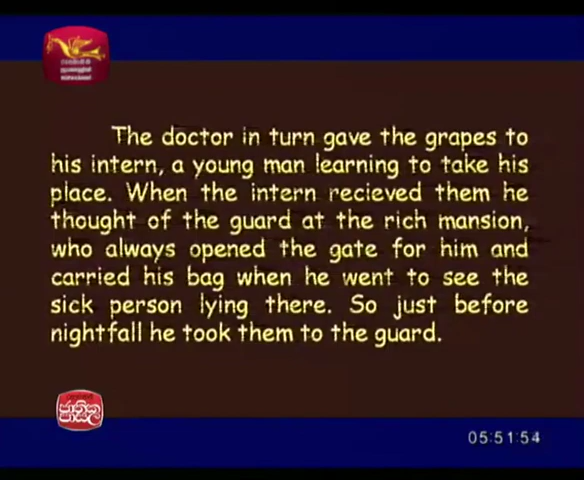 The doctor in turn gave the grapes to
his intern, a young man learning to take his
place. When the intern recieved them he
thought of the guard at the rich mansion,
who always opened the gate for him and
carried his bag when he went to see the
sick person lying there. So just before
nightfall he took them to the guard.
05:51:54